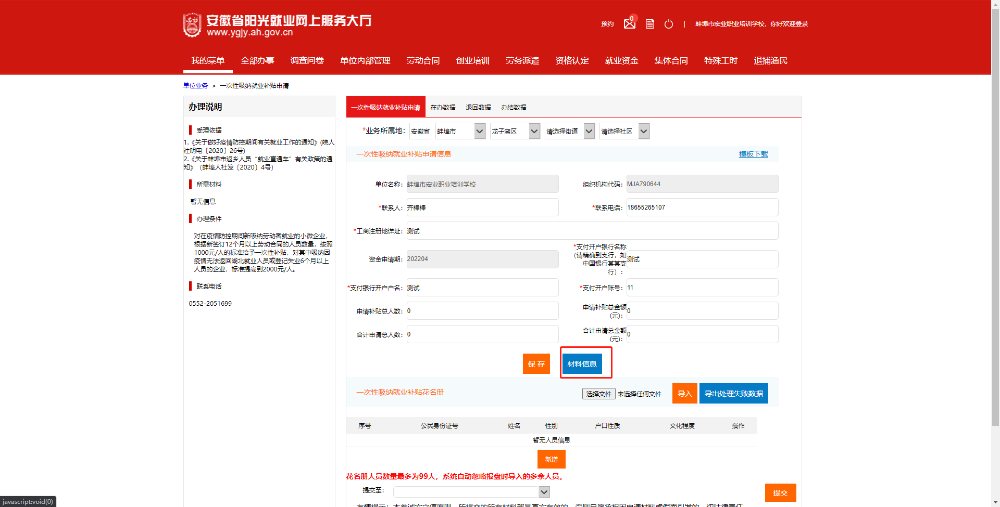 安徽省阳光就业网上服务大厅
www.ygjy.ah.gov.cn
预约
0
|
蚌埠市宏业职业培训学校，你好欢迎登录
我的菜单 全部办事 调查问卷 单位内部管理 劳动合同 创业培训 劳务派遣 资格认定 就业资金 集体合同 特殊工时 退捕渔民
单位业务 > 一次性吸纳就业补贴申请
办理说明
受理依据
1.《关于做好疫情防控期间有关就业工作的通知》(皖人
社明电〔2020〕26号)
2.《关于蚌埠市返乡人员“就业直通车”有关政策的通
知》（蚌埠人社发〔2020〕4号）
所需材料
暂无信息
办理条件
对在疫情防控期间新吸纳劳动者就业的小微企业，
根据新签订12个月以上劳动合同的人员数量，按照
1000元/人的标准给予一次性补贴，对其中吸纳因
疫情无法返回湖北就业人员或登记失业6个月以上
人员的企业，标准提高到2000元/人。
联系电话
0552-2051699
一次性吸纳就业补贴申请 在办数据 退回数据 办结数据
*业务所属地： 安徽省 蚌埠市 龙子湖区 请选择街道 请选择社区
一次性吸纳就业补贴申请信息 模板下载
单位名称： 蚌埠市宏业职业培训学校 组织机构代码： MJA790644
*联系人： 齐棒棒 *联系电话： 18655265107
*工商注册地详址： 测试
资金申请期： 202204
*支付开户银行名称
(请精确到支行，如
中国银行某某支
行）：
测试
*支付银行开户户名： 测试 *支付开户账号： 11
申请补贴总人数： 0 申请补贴总金额
(元)： 0
合计申请总人数： 0 合计申请总金额
(元)： 0
保 存 材料信息
一次性吸纳就业补贴花名册 选择文件 未选择任何文件 导入 导出处理失败数据
序号 公民身份证号 姓名 性别 户口性质 文化程度 操作
暂无人员信息
新增
花名册人员数量最多为99人，系统自动忽略报盘时导入的多余人员。
提交至：
提交
友情提示：本着诚实守信原则，所提交的所有材料都是真实有效的，否则自愿承担因申请材料虚假而引发的一切法律责任
javascript:void(0)